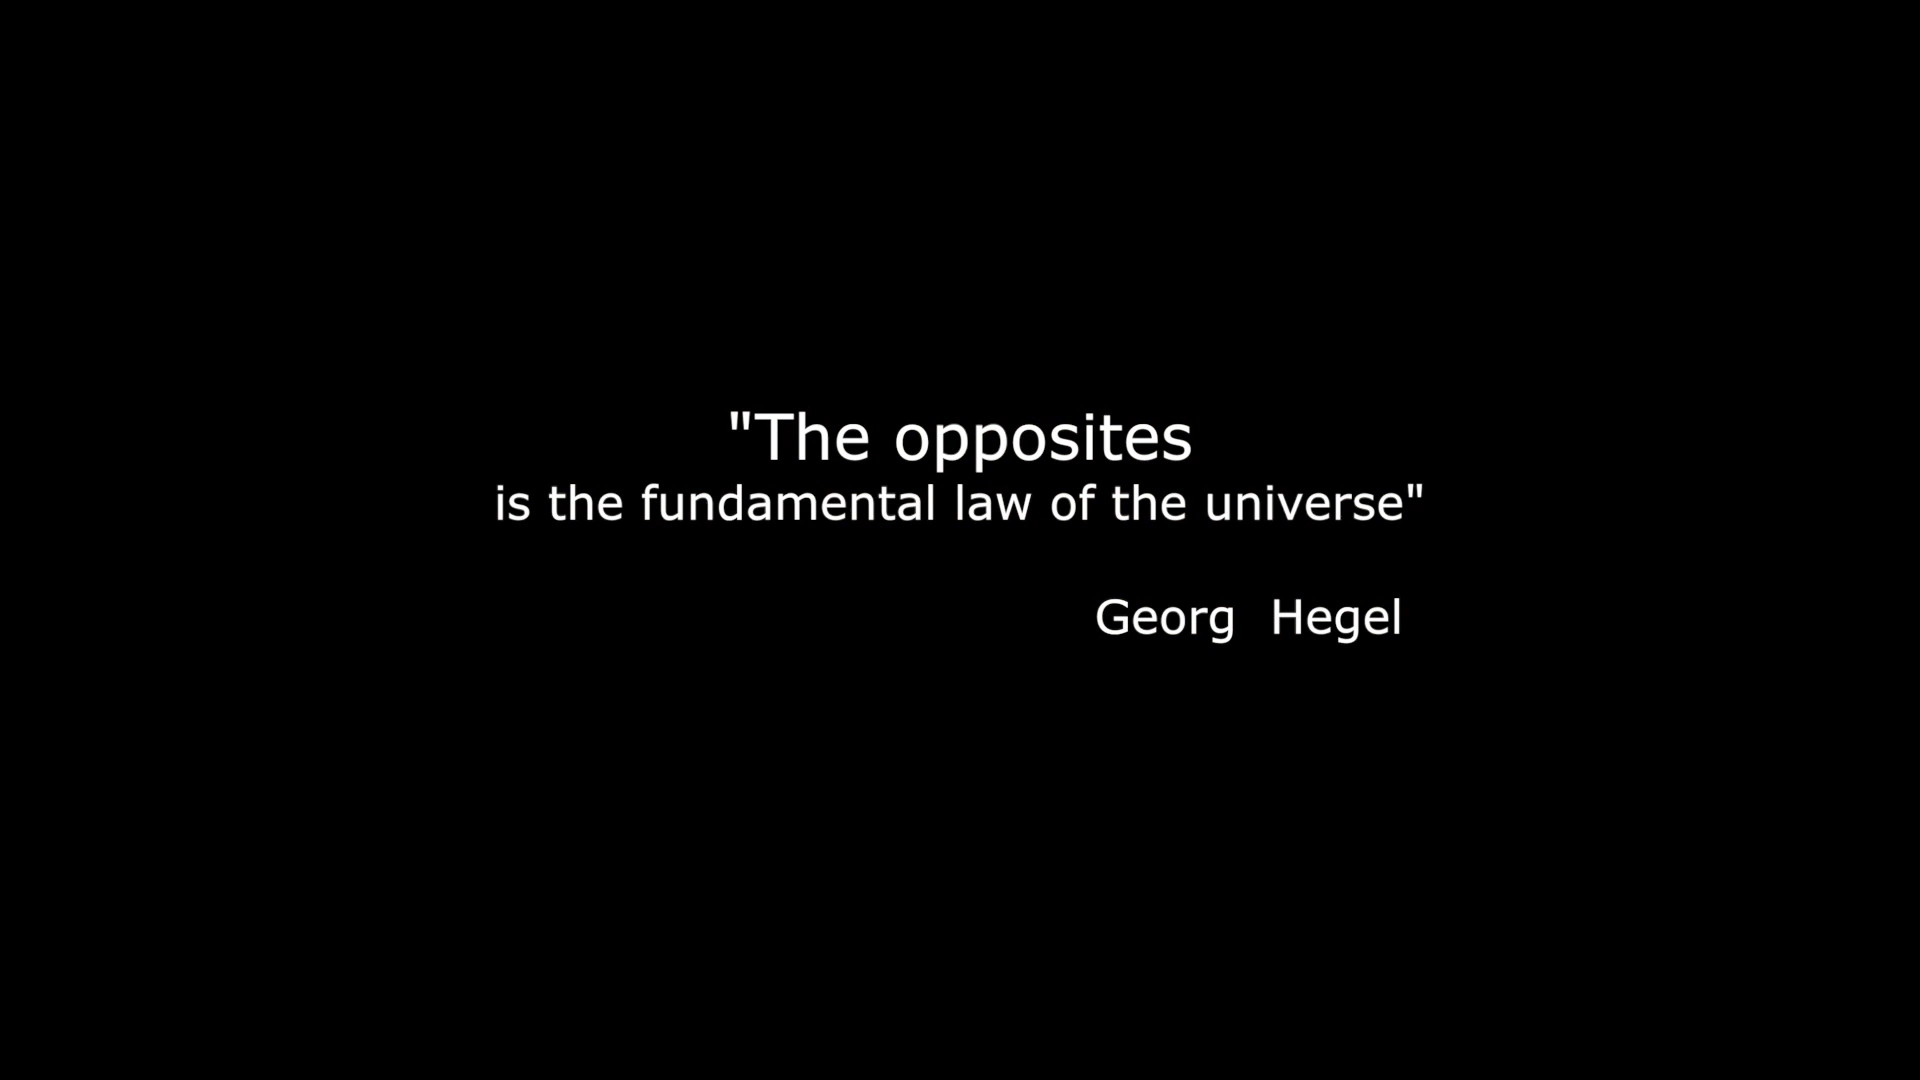 "The opposites
is the fundamental law of the universe"
Georg  Hegel